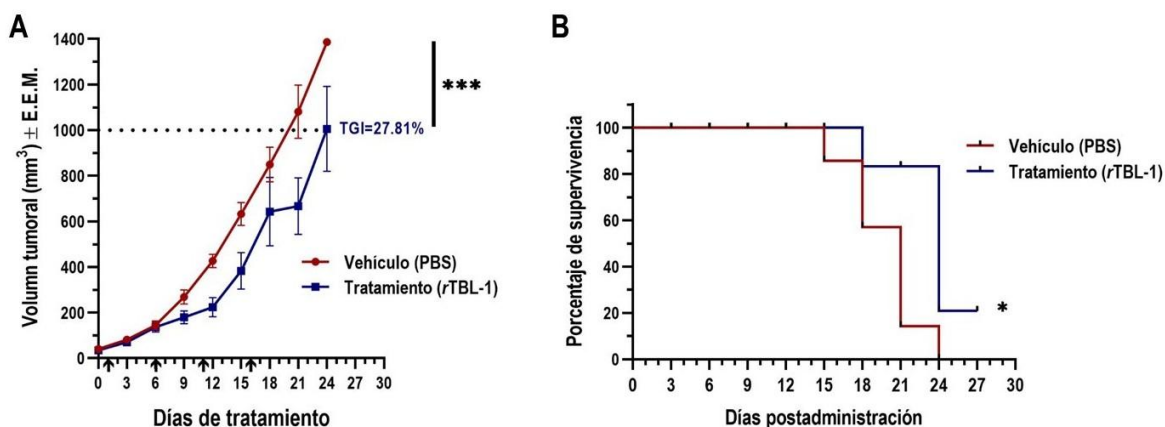 A
Volumn tumoral (mm³) ± E.E.M.
1400
1200
1000
800
600
400
200
0
TGI=27.81%
***
Vehículo (PBS)
Tratamiento (rTBL-1)
0 3 6 9 12 15 18 21 24 27 30
Días de tratamiento
B
Porcentaje de supervivencia
100
80
60
40
20
0
Vehículo (PBS)
Tratamiento (rTBL-1)
*
0 3 6 9 12 15 18 21 24 27 30
Días postadministración